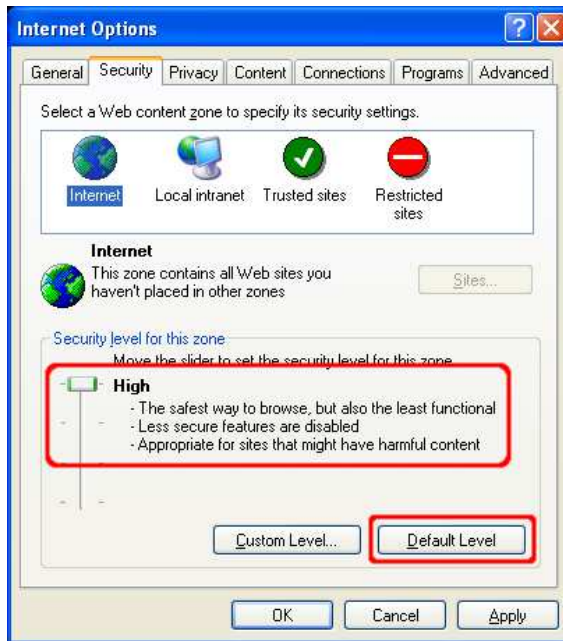 Internet Options
General Security Privacy Content Connections Programs Advanced
Select a Web content zone to specify its security settings.
Internet Local intranet Trusted sites Restricted sites
Internet
This zone contains all Web sites you
haven't placed in other zones
Sites...
Security level for this zone
Move the slider to set the security level for this zone
High
- The safest way to browse, but also the least functional
- Less secure features are disabled
- Appropriate for sites that might have harmful content
Custom Level... Default Level
OK Cancel Apply